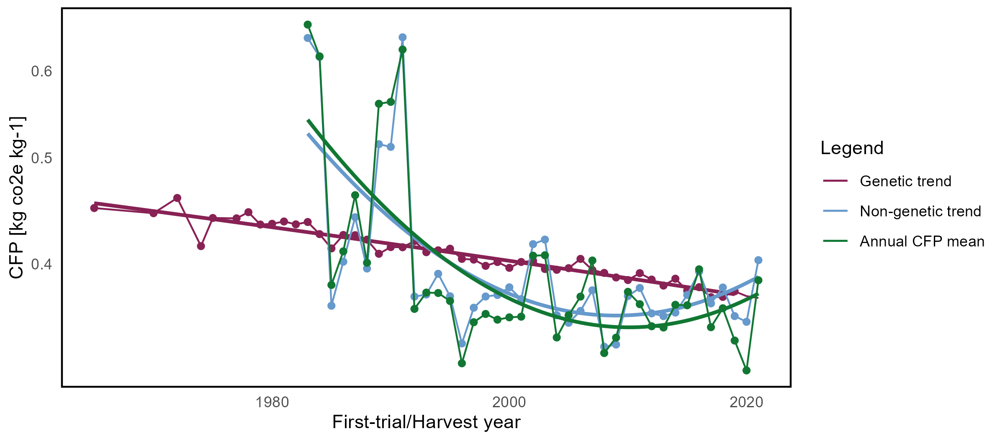 CFP [kg co2e kg-1]
0.6
0.5
0.4
1980
2000
2020
First-trial/Harvest year
Legend
Genetic trend
Non-genetic trend
Annual CFP mean